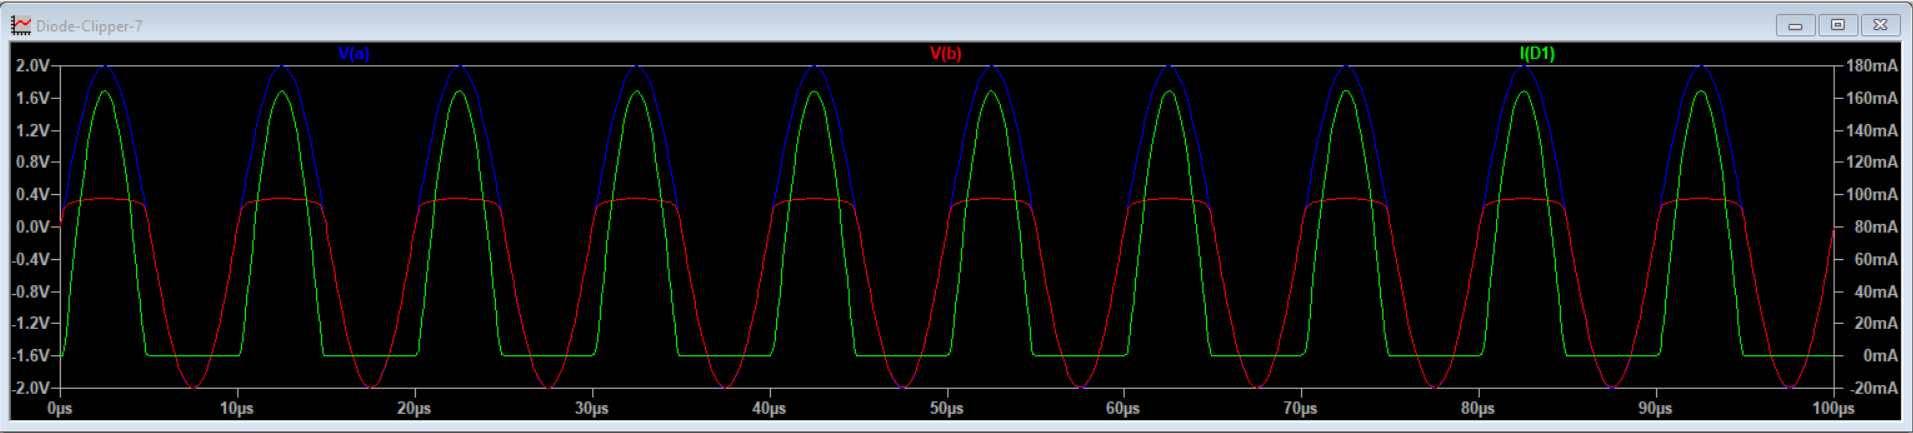 Diode-Clipper-7
V(a) V(b) I(D1)
2.0V 180mA
1.6V 160mA
1.2V 140mA
0.8V 120mA
0.4V 100mA
0.0V 80mA
-0.4V 60mA
-0.8V 40mA
-1.2V 20mA
-1.6V 0mA
-2.0V -20mA
0µs 10µs 20µs 30µs 40µs 50µs 60µs 70µs 80µs 90µs 100µs